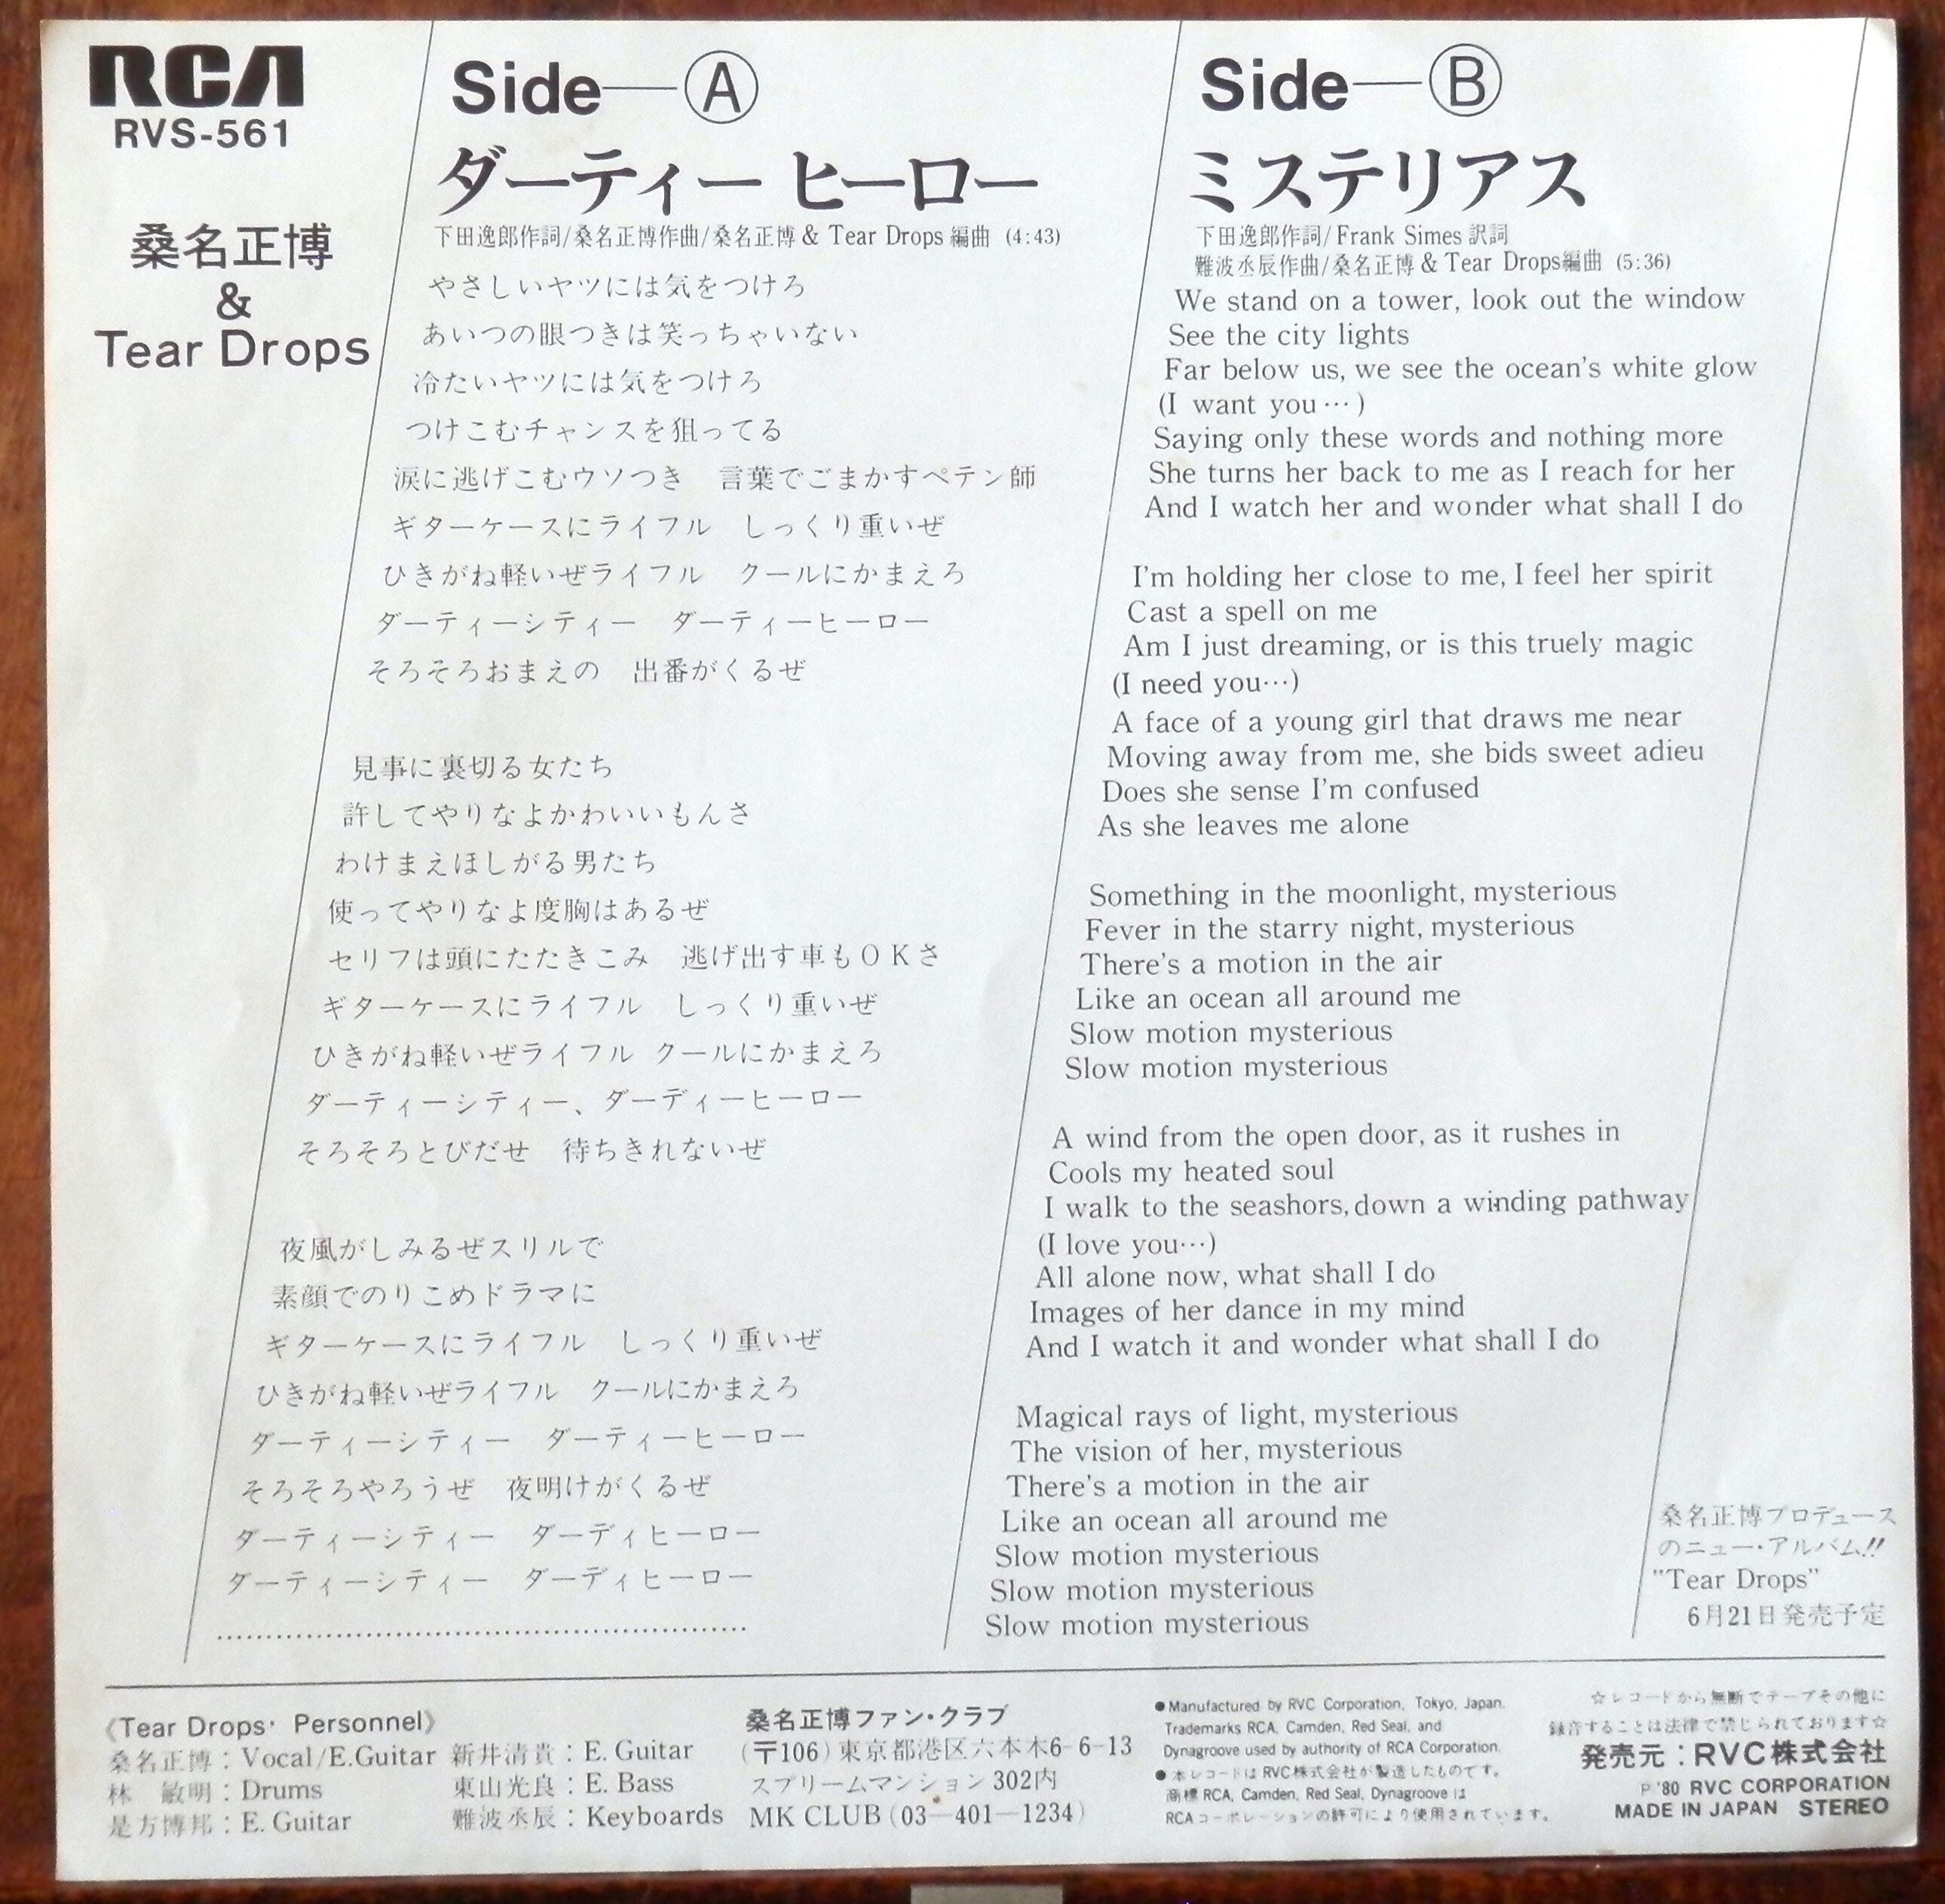 RCA
RVS-561
桑名正博
&
Tear Drops
Side—Ⓐ
ダーティー ヒーロー
下田逸郎作詞/桑名正博作曲/桑名正博 & Tear Drops 編曲 (4:43)
やさしいヤツには気をつけろ
あいつの眼つきは笑っちゃいない
冷たいヤツには気をつけろ
つけこむチャンスを狙ってる
涙に逃げこむウソつき　言葉でごまかすペテン師
ギターケースにライフル　しっくり重いぜ
ひきがね軽いぜライフル　クールにかまえろ
ダーティーシティー　ダーティーヒーロー
そろそろおまえの　出番がくるぜ
見事に裏切る女たち
許してやりなよかわいいもんさ
わけまえほしがる男たち
使ってやりなよ度胸はあるぜ
セリフは頭にたたきこみ　逃げ出す車もＯＫさ
ギターケースにライフル　しっくり重いぜ
ひきがね軽いぜライフル　クールにかまえろ
ダーティーシティー、ダーディーヒーロー
そろそろとびだせ　待ちきれないぜ
夜風がしみるぜスリルで
素顔でのりこめドラマに
ギターケースにライフル　しっくり重いぜ
ひきがね軽いぜライフル　クールにかまえろ
ダーティーシティー　ダーティーヒーロー
そろそろやろうぜ　夜明けがくるぜ
ダーティーシティー　ダーディヒーロー
ダーティーシティー　ダーディヒーロー
……………………………………………
Side—Ⓑ
ミステリアス
下田逸郎作詞/Frank Simes 訳詞
難波丞辰作曲/桑名正博 & Tear Drops編曲 (5:36)
We stand on a tower, look out the window
See the city lights
Far below us, we see the ocean's white glow
(I want you…)
Saying only these words and nothing more
She turns her back to me as I reach for her
And I watch her and wonder what shall I do
I'm holding her close to me, I feel her spirit
Cast a spell on me
Am I just dreaming, or is this truely magic
(I need you…)
A face of a young girl that draws me near
Moving away from me, she bids sweet adieu
Does she sense I'm confused
As she leaves me alone
Something in the moonlight, mysterious
Fever in the starry night, mysterious
There's a motion in the air
Like an ocean all around me
Slow motion mysterious
Slow motion mysterious
A wind from the open door, as it rushes in
Cools my heated soul
I walk to the seashors, down a winding pathway
(I love you…)
All alone now, what shall I do
Images of her dance in my mind
And I watch it and wonder what shall I do
Magical rays of light, mysterious
The vision of her, mysterious
There's a motion in the air
Like an ocean all around me
Slow motion mysterious
Slow motion mysterious
Slow motion mysterious
桑名正博プロデュース
のニュー・アルバム!!
"Tear Drops"
6月21日発売予定
《Tear Drops・Personnel》
桑名正博：Vocal/E.Guitar 新井清貴：E. Guitar
林　敏明：Drums 東山光良：E. Bass
是方博邦：E. Guitar 難波丞辰：Keyboards
桑名正博ファン・クラブ
(〒106)東京都港区六本木6-6-13
スプリームマンション 302内
MK CLUB (03—401—1234)
●Manufactured by RVC Corporation, Tokyo, Japan.
Trademarks RCA, Camden, Red Seal, and
Dynagroove used by authority of RCA Corporation.
●本レコードは RVC株式会社が製造したものです。
商標 RCA, Camden, Red Seal, Dynagroove は
RCAコーポレーションの許可により使用されています。
☆レコードから無断でテープその他に
録音することは法律で禁じられております☆
発売元：RVC株式会社
P '80 RVC CORPORATION
MADE IN JAPAN STEREO